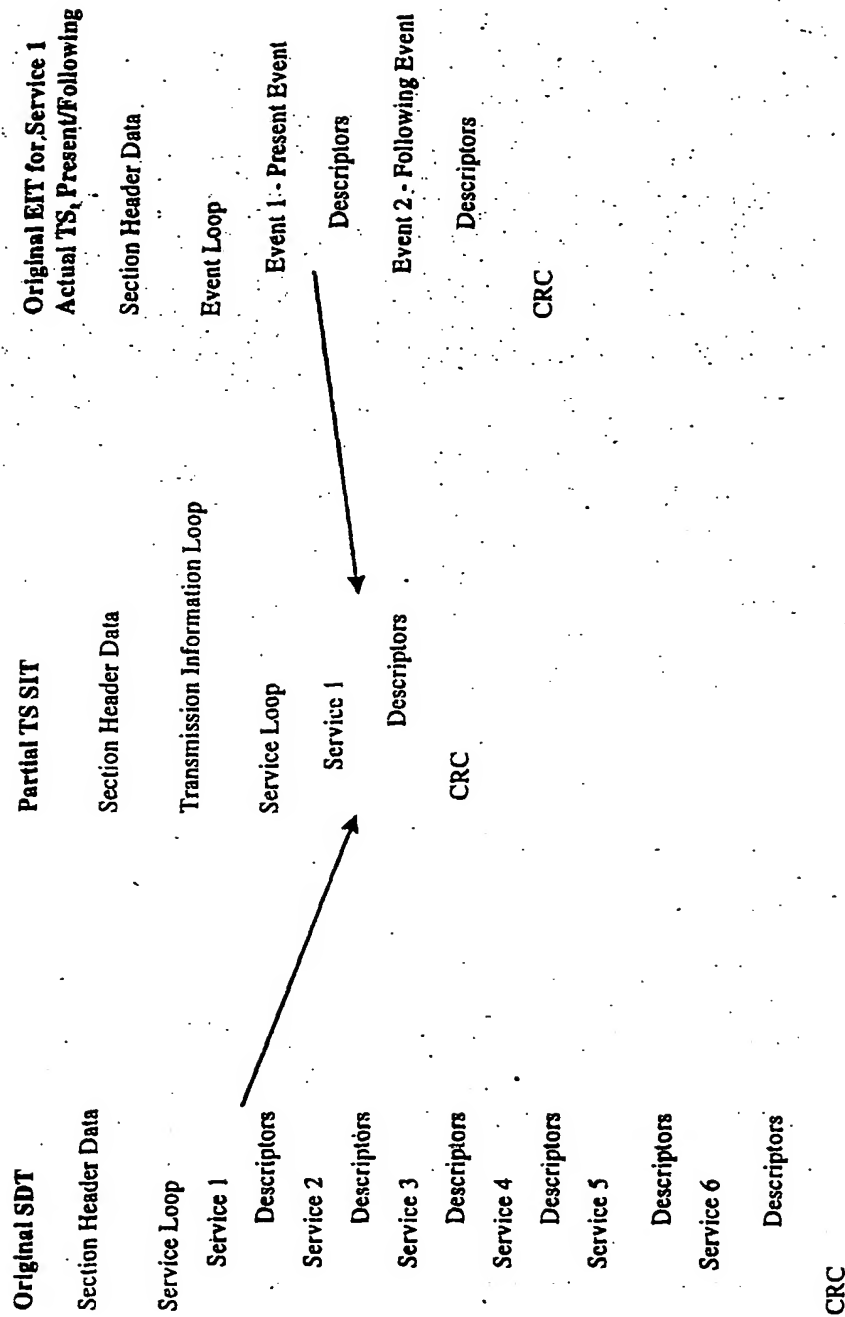 Original SDT
Section Header Data
Service Loop
Service 1
Descriptors
Service 2
Descriptors
Service 3
Descriptors
Service 4
Descriptors
Service 5
Descriptors
Service 6
Descriptors
CRC
Partial TS SIT
Section Header Data
Transmission Information Loop
Service Loop
Service 1
Descriptors
CRC
Original EIT for Service 1
Actual TS, Present/Following
Section Header Data
Event Loop
Event 1 - Present Event
Descriptors
Event 2 - Following Event
Descriptors
CRC